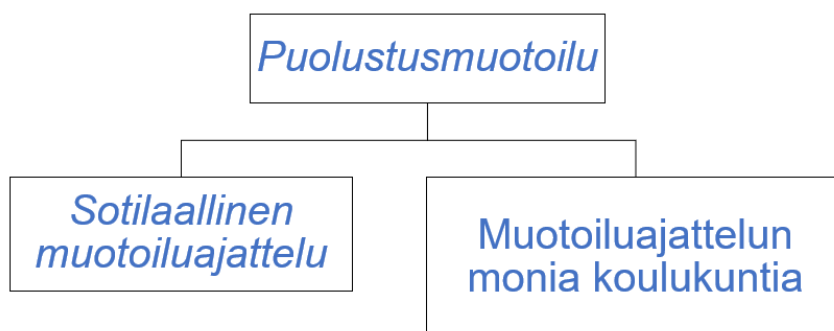 Puolustusmuotoilu
Sotilaallinen
muotoiluajattelu
Muotoiluajattelun
monia koulukuntia